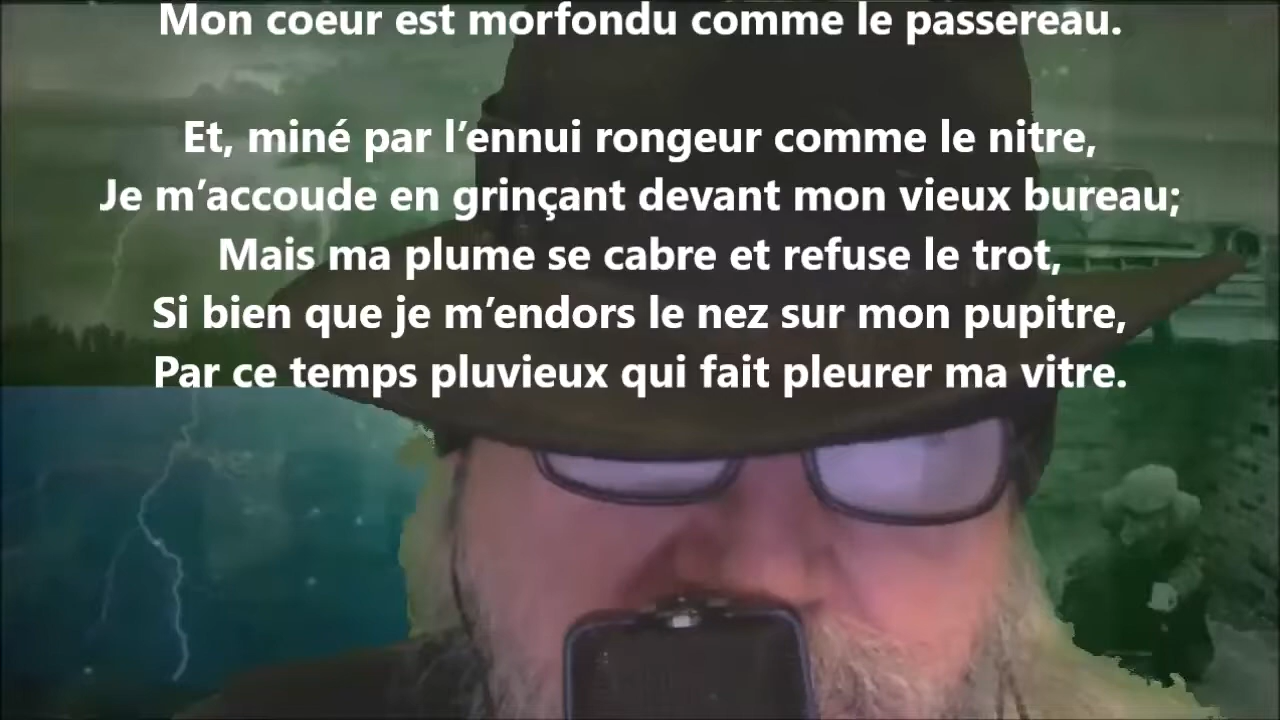 Mon coeur est morfondu comme le passereau.
Et, miné par l’ennui rongeur comme le nitre,
Je m’accoude en grinçant devant mon vieux bureau;
Mais ma plume se cabre et refuse le trot,
Si bien que je m’endors le nez sur mon pupitre,
Par ce temps pluvieux qui fait pleurer ma vitre.